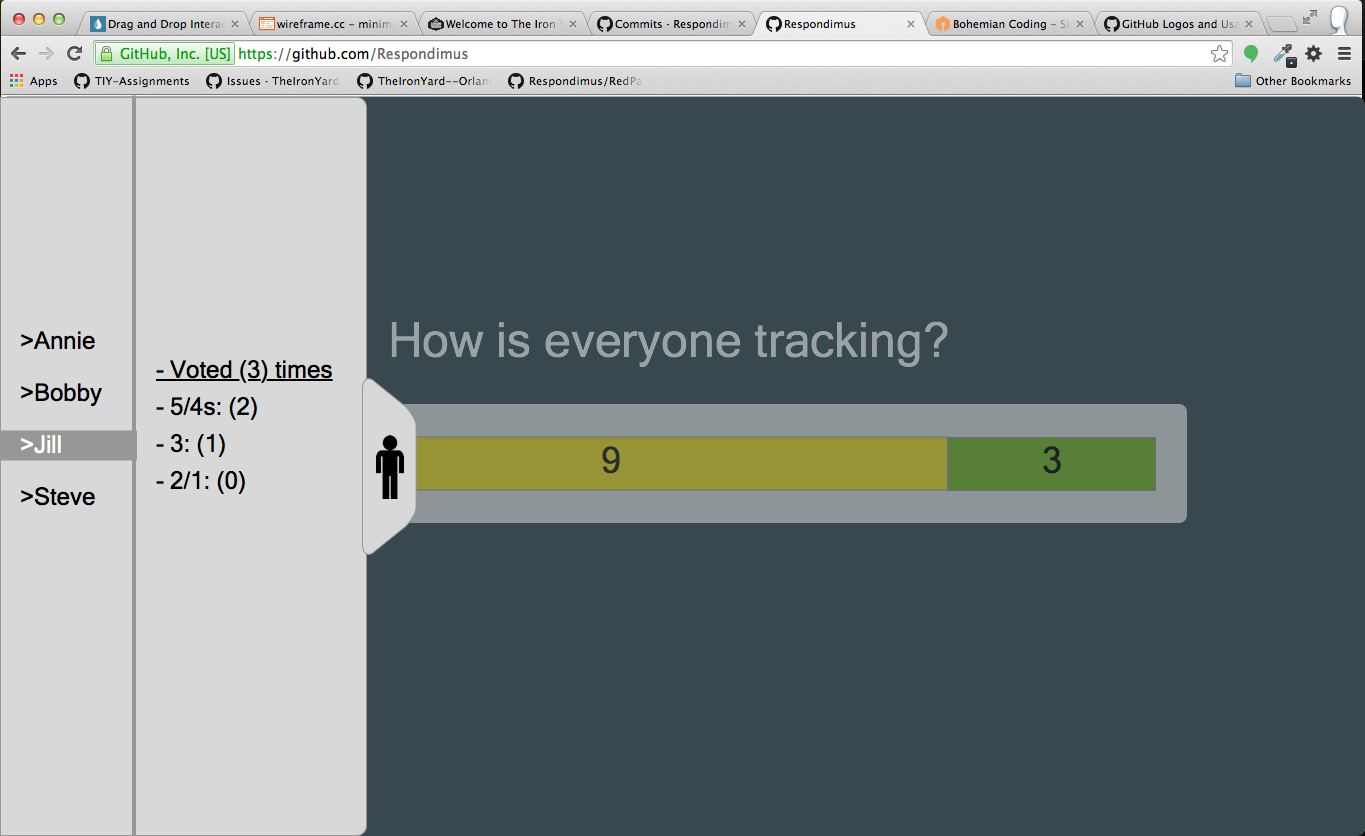 Drag and Drop Intera
wireframe.cc – minim
Welcome to The Iron Y
Commits · Respondim
Respondimus
Bohemian Coding – Sk
GitHub Logos and Usa
GitHub, Inc. [US] https://github.com/Respondimus
Apps
TIY-Assignments
Issues · TheIronYard
TheIronYard--Orlan
Respondimus/RedPa
Other Bookmarks
>Annie
>Bobby
>Jill
>Steve
- Voted (3) times
- 5/4s: (2)
- 3: (1)
- 2/1: (0)
How is everyone tracking?
9
3